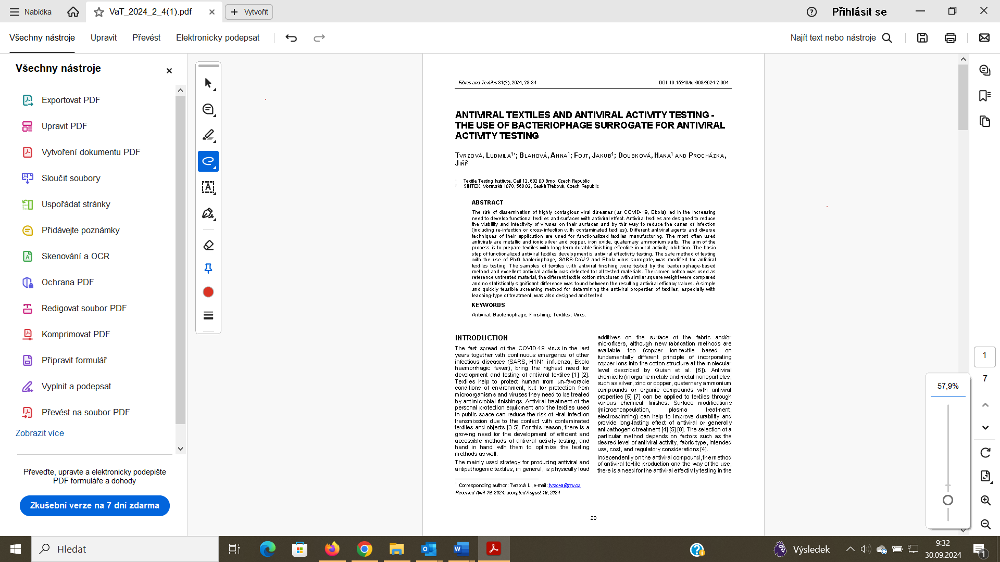 Nabídka
VaT_2024_2_4(1).pdf
Vytvořit
Přihlásit se
Všechny nástroje
Upravit
Převést
Elektronicky podepsat
Najít text nebo nástroje
Všechny nástroje
Exportovat PDF
Upravit PDF
Vytvoření dokumentu PDF
Sloučit soubory
Uspořádat stránky
Přidávejte poznámky
Skenování a OCR
Ochrana PDF
Redigovat soubor PDF
Komprimovat PDF
Připravit formulář
Vyplnit a podepsat
Převést na soubor PDF
Zobrazit více
Převeďte, upravte a elektronicky podepište
PDF formuláře a dohody
Zkušební verze na 7 dní zdarma
Fibres and Textiles 31(2), 2024, 28-34
DOI: 10.15240/tul/008/2024-2-004
ANTIVIRAL TEXTILES AND ANTIVIRAL ACTIVITY TESTING -
THE USE OF BACTERIOPHAGE SURROGATE FOR ANTIVIRAL
ACTIVITY TESTING
TVRZOVÁ, LUDMILA1*; BLAHOVÁ, ANNA1; FOJT, JAKUB1; DOUBKOVÁ, HANA1 AND PROCHÁZKA,
JIŘÍ2
1 Textile Testing Institute, Cejl 12, 602 00 Brno, Czech Republic
2 SINTEX, Moravská 1078, 560 02, Česká Třebová, Czech Republic
ABSTRACT
The risk of dissemination of highly contagious viral diseases (as COVID-19, Ebola) led in the increasing
need to develop functional textiles and surfaces with antiviral effect. Antiviral textiles are designed to reduce
the viability and infectivity of viruses on their surfaces and by this way to reduce the cases of infection
(including re-infection or cross-infection with contaminated textiles). Different antiviral agents and diverse
techniques of their application are used for functionalized textiles manufacturing. The most often used
antivirals are metallic and ionic silver and copper, iron oxide, quaternary ammonium salts. The aim of the
process is to prepare textiles with long-term durable finishing effective in viral activity inhibition. The basic
step of functionalized antiviral textiles development is antiviral effectivity testing. The safe method of testing
with the use of Phi6 bacteriophage, SARS-CoV-2 and Ebola virus surrogate, was modified for antiviral
textiles testing. The samples of textiles with antiviral finishing were tested by the bacteriophage-based
method and excellent antiviral activity was detected for all tested materials. The woven cotton was used as
reference untreated material, the different textile cotton structures with similar square weight were compared
and no statistically significant difference was found between the resulting antiviral efficacy values. A simple
and quickly feasible screening method for determining the antiviral properties of textiles, especially with
leaching-type of treatment, was also designed and tested.
KEYWORDS
Antiviral; Bacteriophage; Finishing; Textiles; Virus.
INTRODUCTION
The fast spread of the COVID-19 virus in the last
years together with continuous emergence of other
infectious diseases (SARS, H1N1 influenza, Ebola
haemorrhagic fever), bring the highest need for
development and testing of antiviral textiles [1] [2].
Textiles help to protect human from un-favorable
conditions of environment, but for protection from
microorganisms and viruses they need to be treated
by antimicrobial finishings. Antiviral treatment of the
personal protection equipment and the textiles used
in public space can reduce the risk of viral infection
transmission due to the contact with contaminated
textiles and objects [3-5]. For this reason, there is a
growing need for the development of efficient and
accessible methods of antiviral activity testing, and
hand in hand with them to optimize the testing
methods as well.
The mainly used strategy for producing antiviral and
antipathogenic textiles, in general, is physically load
additives on the surface of the fabric and/or
microfibers, although new fabrication methods are
available too (copper ion-textile based on
fundamentally different principle of incorporating
copper ions into the cotton structure at the molecular
level described by Quian et al. [6]). Antiviral
chemicals (inorganic metals and metal nanoparticles,
such as silver, zinc or copper, quaternary ammonium
compounds or organic compounds with antiviral
properties [5] [7] can be applied to textiles through
various chemical finishes. Surface modifications
(microencapsulation, plasma treatment,
electrospinning) can help to improve durability and
provide long-lasting effect of antiviral or generally
antipathogenic treatment [4] [5] [8]. The selection of a
particular method depends on factors such as the
desired level of antiviral activity, fabric type, intended
use, cost, and regulatory considerations [4].
Independently on the antiviral compound, the method
of antiviral textile production and the way of the use,
there is a need for the antiviral effectivity testing in the
* Corresponding author: Tvrzová L., e-mail: tvrzova@tzu.cz
Received April 19, 2024; accepted August 19, 2024
28
1
7
57,9%
Hledat
Výsledek
9:32
30.09.2024
1